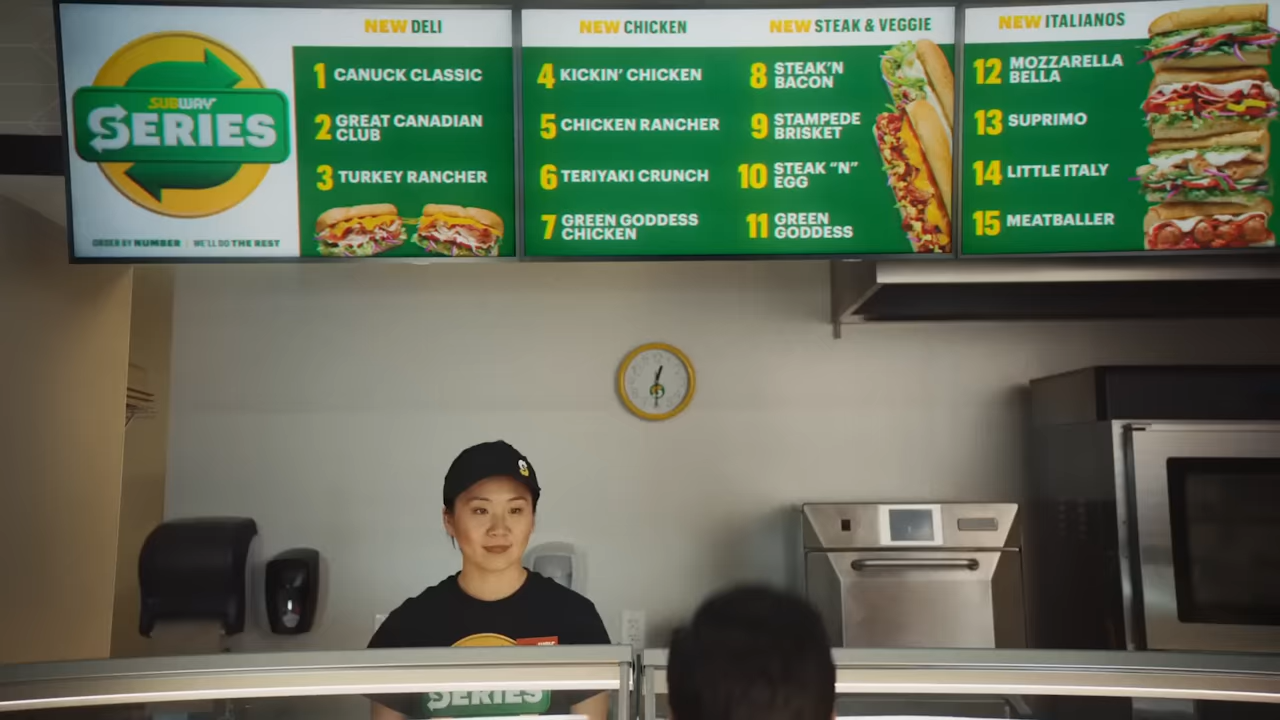 SUBWAY
SERIES
ORDER BY NUMBER | WE'LL DO THE REST
NEW DELI
1 CANUCK CLASSIC
2 GREAT CANADIAN
CLUB
3 TURKEY RANCHER
NEW CHICKEN
4 KICKIN' CHICKEN
5 CHICKEN RANCHER
6 TERIYAKI CRUNCH
7 GREEN GODDESS
CHICKEN
NEW STEAK & VEGGIE
8 STEAK'N
BACON
9 STAMPEDE
BRISKET
10 STEAK "N"
EGG
11 GREEN
GODDESS
NEW ITALIANOS
12 MOZZARELLA
BELLA
13 SUPRIMO
14 LITTLE ITALY
15 MEATBALLER
SERIES